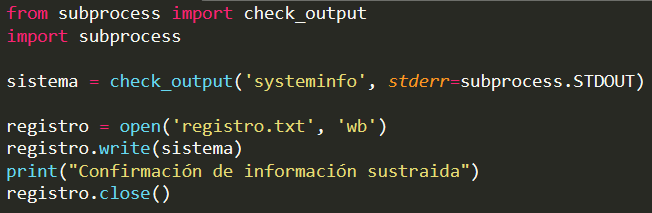 from subprocess import check_output
import subprocess
sistema = check_output('systeminfo', stderr=subprocess.STDOUT)
registro = open('registro.txt', 'wb')
registro.write(sistema)
print("Confirmación de información sustraida")
registro.close()